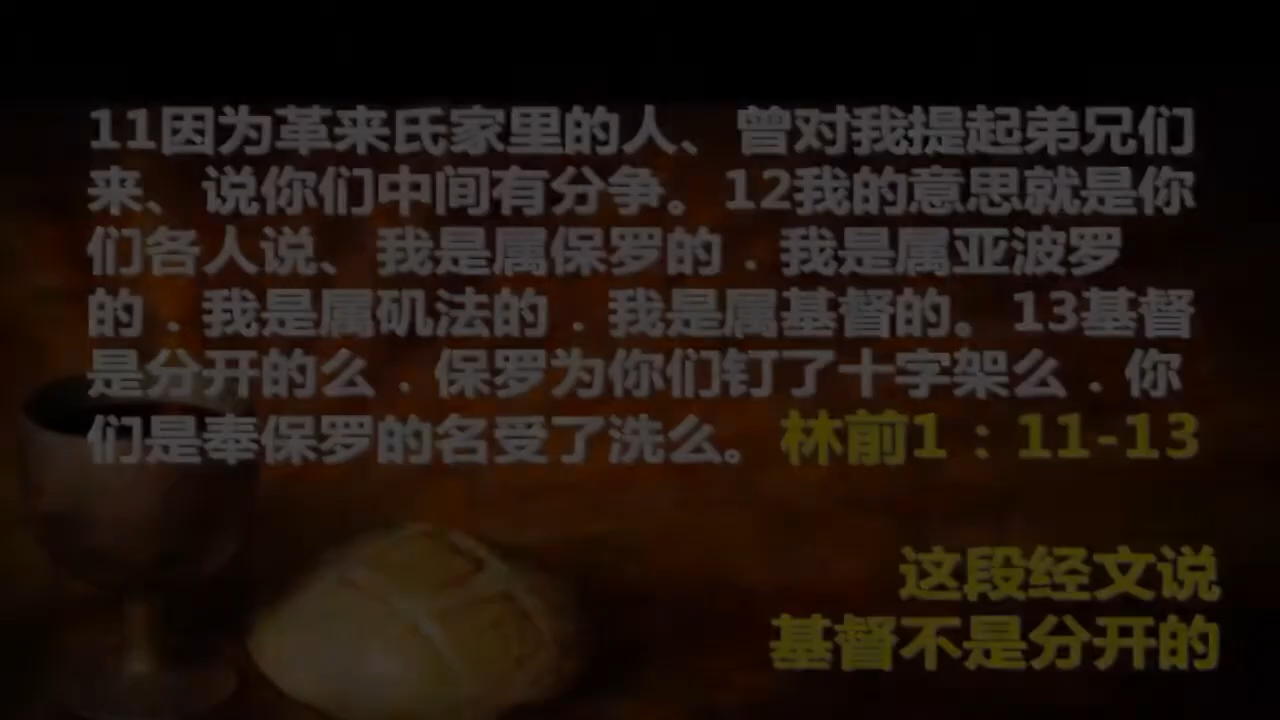 11因为革来氏家里的人、曾对我提起弟兄们
来、说你们中间有分争。12我的意思就是你
们各人说、我是属保罗的．我是属亚波罗
的．我是属矶法的．我是属基督的。13基督
是分开的么．保罗为你们钉了十字架么．你
们是奉保罗的名受了洗么。林前1：11-13
这段经文说
基督不是分开的